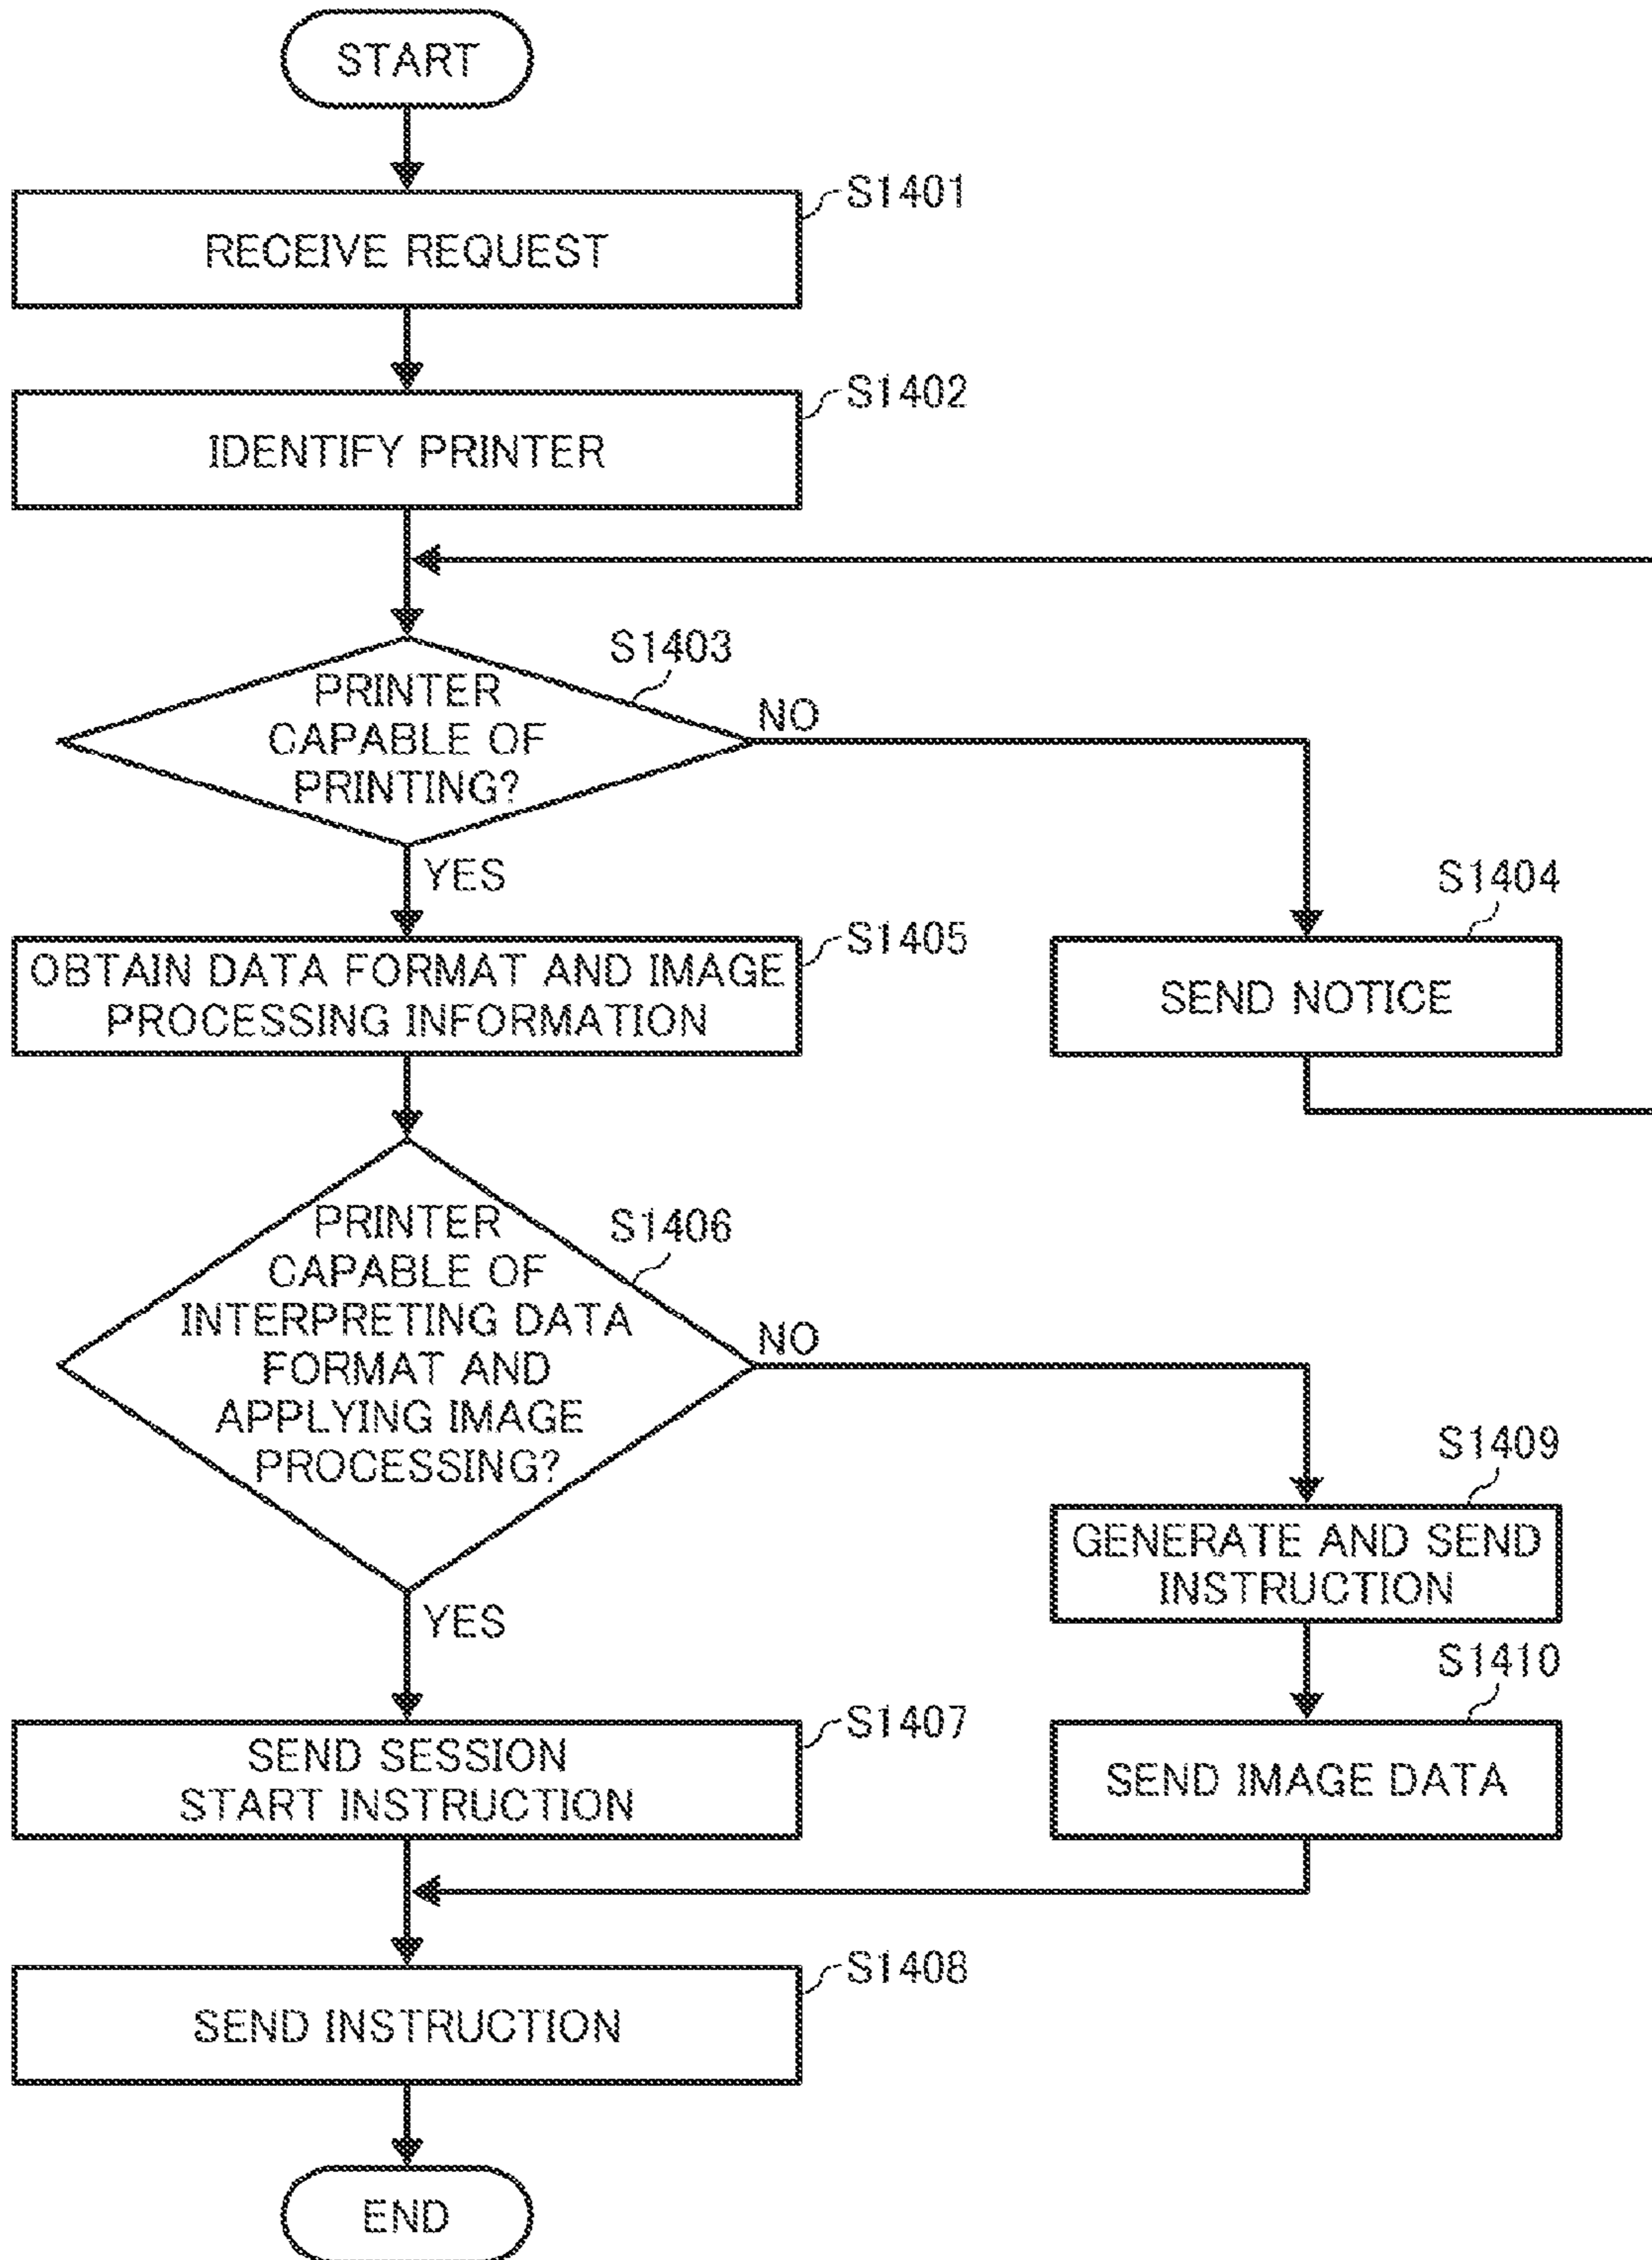 START
S1401
RECEIVE REQUEST
S1402
IDENTIFY PRINTER
S1403
PRINTER
CAPABLE OF
PRINTING?
NO
YES
S1404
SEND NOTICE
S1405
OBTAIN DATA FORMAT AND IMAGE
PROCESSING INFORMATION
S1406
PRINTER
CAPABLE OF
INTERPRETING DATA
FORMAT AND
APPLYING IMAGE
PROCESSING?
NO
YES
S1409
GENERATE AND SEND
INSTRUCTION
S1410
SEND IMAGE DATA
S1407
SEND SESSION
START INSTRUCTION
S1408
SEND INSTRUCTION
END